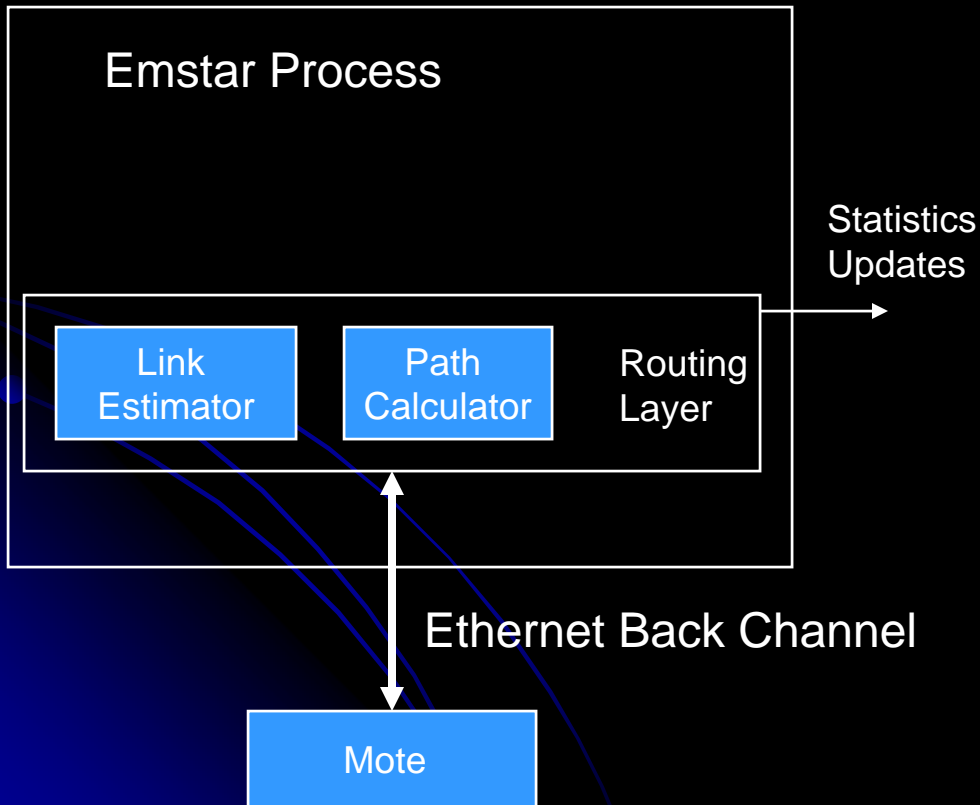 Emstar Process
Statistics
Updates
Link
Estimator
Path
Calculator
Routing
Layer
Ethernet Back Channel
Mote